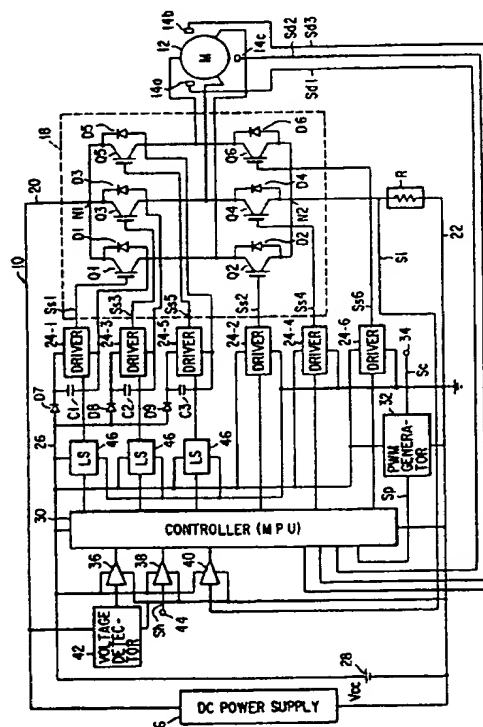 14b
Sd2
Sd3
12
M
14a
14c
Sd1
18
20
10
N1
D5
Q5
D3
Q3
D1
Q1
D6
Q6
D4
Q4
D2
Q2
N2
R
Si
22
Ss1
Ss3
Ss5
Ss2
Ss4
Ss6
24-1
24-3
24-5
24-2
24-4
24-6
DRIVER
DRIVER
DRIVER
DRIVER
DRIVER
DRIVER
34
Sc
32
PWM GENERA-
TOR
Sp
D7
D8
D9
C1
C2
C3
26
46
46
46
LS
LS
LS
30
CONTROLLER (MPU)
36
38
40
Sh
44
VOLTAGE
DETEC-
TOR
42
Vcc
28
DC POWER SUPPLY
6